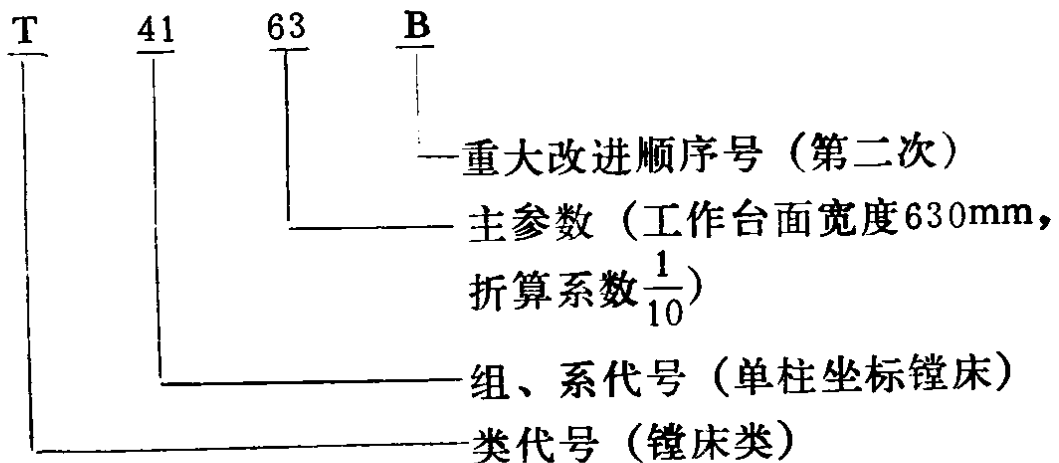 T 41 63 B
重大改进顺序号（第二次）
主参数（工作台面宽度630mm，
折算系数1/10）
组、系代号（单柱坐标镗床）
类代号（镗床类）